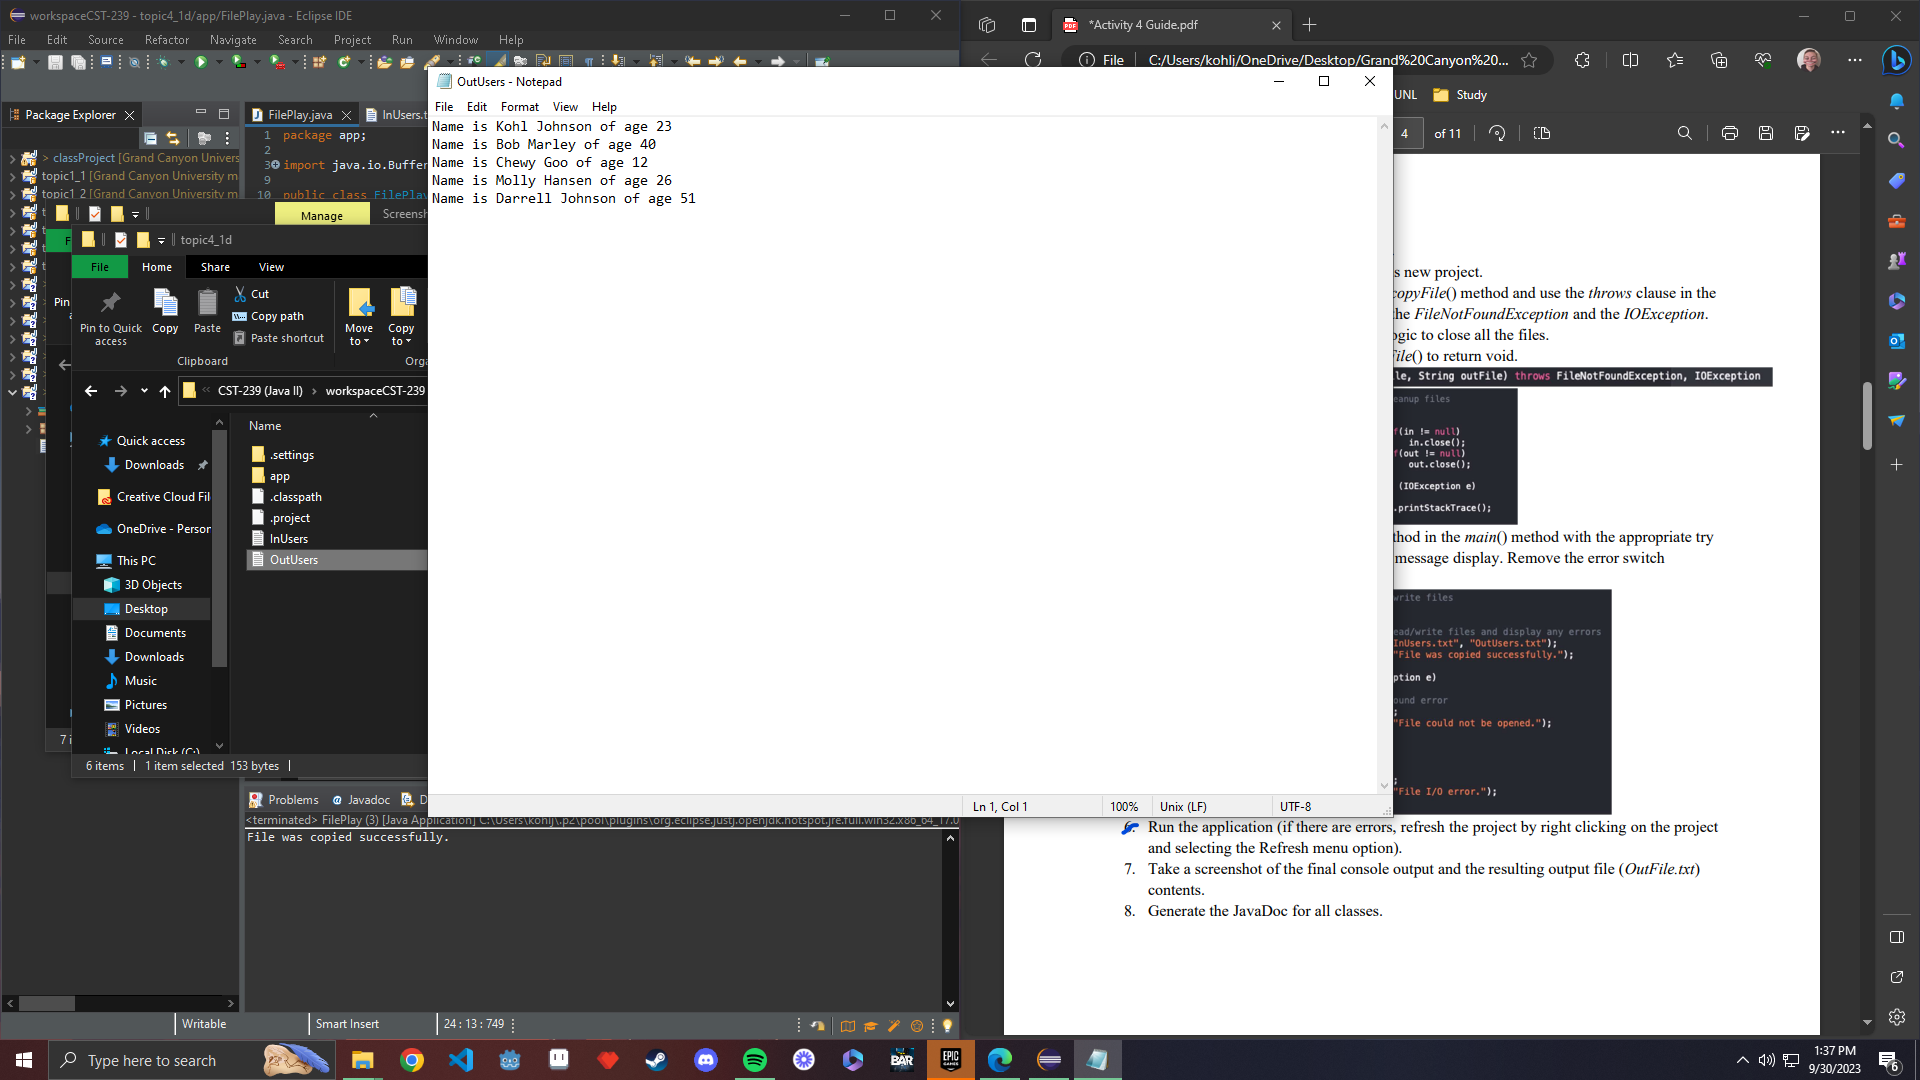 workspaceCST-239 - topic4_1d/app/FilePlay.java - Eclipse IDE
File Edit Source Refactor Navigate Search Project Run Window Help
Package Explorer
classProject [Grand Canyon Univers
topic1_1 [Grand Canyon University m
topic1_2 [Grand Canyon University m
FilePlay.java
InUsers.t
1 package app;
2
3 import java.io.Buffer
9
10 public class FilePlay
Manage
Screensh
topic4_1d
File Home Share View
Pin to Quick access
Copy
Paste
Cut
Copy path
Paste shortcut
Move to
Copy to
Clipboard
Orga
CST-239 (Java II) > workspaceCST-239
Name
.settings
app
.classpath
.project
InUsers
OutUsers
Quick access
Downloads
Creative Cloud Fil
OneDrive - Person
This PC
3D Objects
Desktop
Documents
Downloads
Music
Pictures
Videos
Local Disk (C:)
6 items
1 item selected 153 bytes
OutUsers - Notepad
File Edit Format View Help
Name is Kohl Johnson of age 23
Name is Bob Marley of age 40
Name is Chewy Goo of age 12
Name is Molly Hansen of age 26
Name is Darrell Johnson of age 51
Ln 1, Col 1
100%
Unix (LF)
UTF-8
Problems
Javadoc
<terminated> FilePlay (3) [Java Application] C:\Users\kohlj\.p2\pool\plugins\org.eclipse.justj.openjdk.hotspot.jre.full.win32.x86_64_17.0
File was copied successfully.
Writable
Smart Insert
24 : 13 : 749
*Activity 4 Guide.pdf
File
C:/Users/kohlj/OneDrive/Desktop/Grand%20Canyon%20...
UNL
Study
4 of 11
s new project.
copyFile() method and use the throws clause in the
he FileNotFoundException and the IOException.
ogic to close all the files.
File() to return void.
le, String outFile) throws FileNotFoundException, IOException
eanup files
f(in != null)
in.close();
f(out != null)
out.close();
(IOException e)
.printStackTrace();
thod in the main() method with the appropriate try
message display. Remove the error switch
write files
ead/write files and display any errors
InUsers.txt", "OutUsers.txt");
"File was copied successfully.");
ption e)
ound error
;
"File could not be opened.");
;
"File I/O error.");
Run the application (if there are errors, refresh the project by right clicking on the project
and selecting the Refresh menu option).
7. Take a screenshot of the final console output and the resulting output file (OutFile.txt)
contents.
8. Generate the JavaDoc for all classes.
Type here to search
BAR
EPIC GAMES
1:37 PM
9/30/2023
6